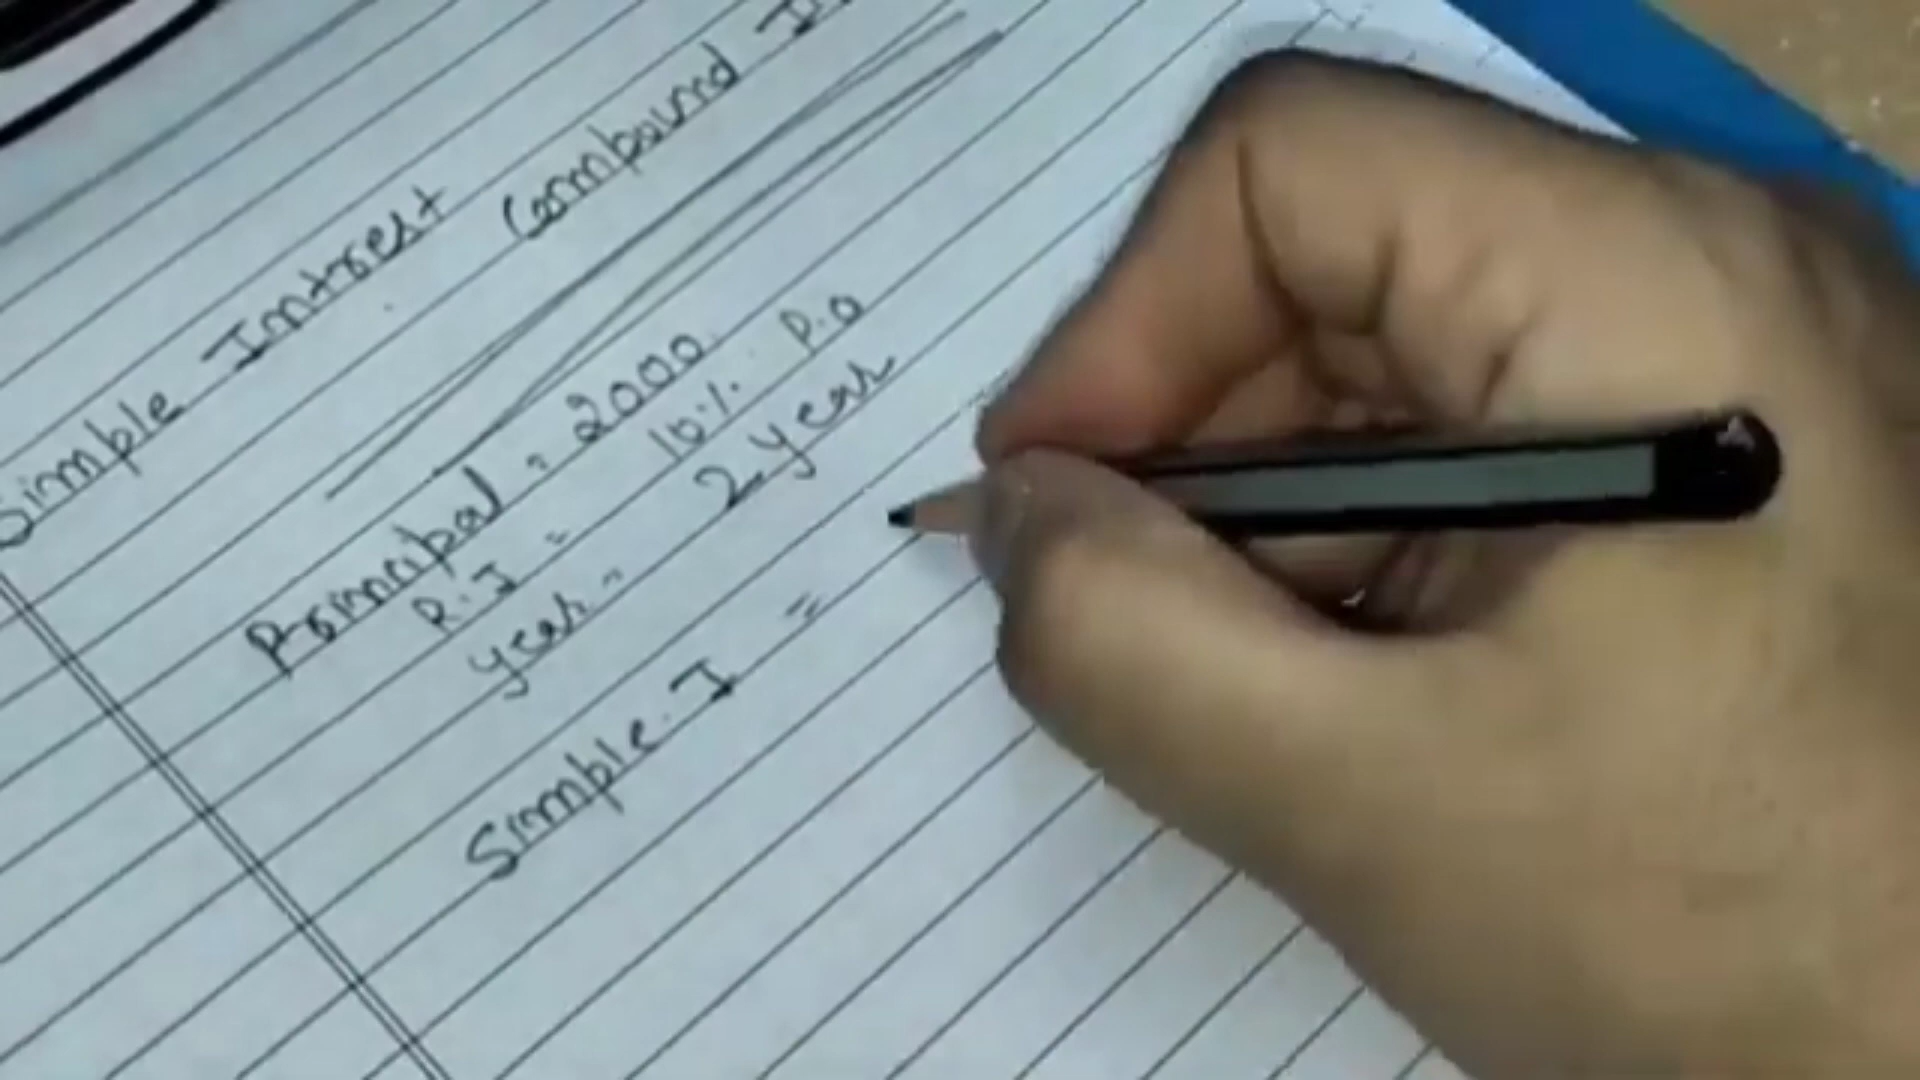 Simple Intrest Compound I
Principal = 2000
R.I = 10% P.a
year = 2 year
Simple. I =